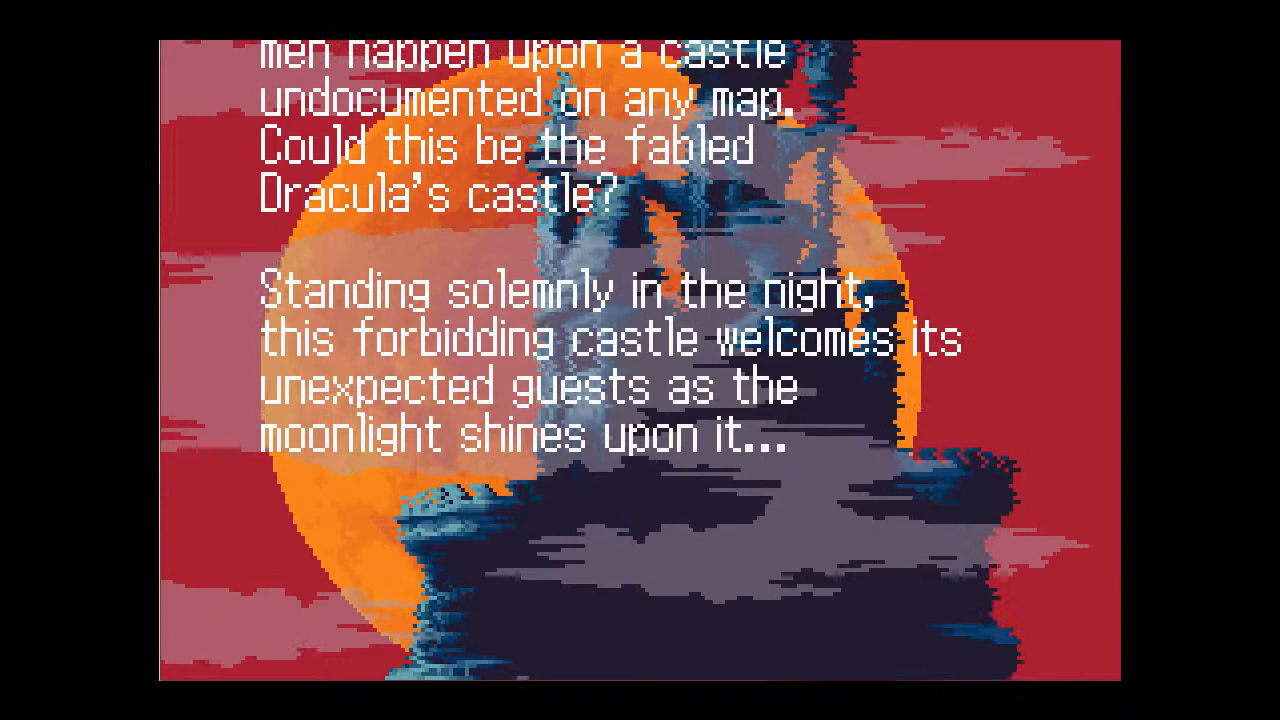 men happen upon a castle
undocumented on any map.
Could this be the fabled
Dracula's castle?
Standing solemnly in the night,
this forbidding castle welcomes its
unexpected guests as the
moonlight shines upon it...